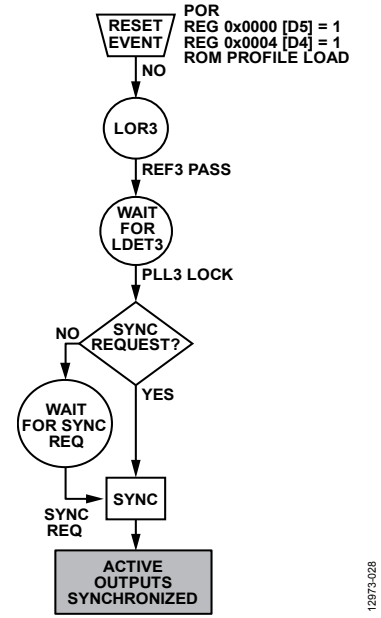 RESET
EVENT
POR
REG 0x0000 [D5] = 1
REG 0x0004 [D4] = 1
ROM PROFILE LOAD
NO
LOR3
REF3 PASS
WAIT
FOR
LDET3
PLL3 LOCK
SYNC
REQUEST?
NO
YES
WAIT
FOR SYNC
REQ
SYNC
SYNC
REQ
ACTIVE
OUTPUTS
SYNCHRONIZED
12973-028